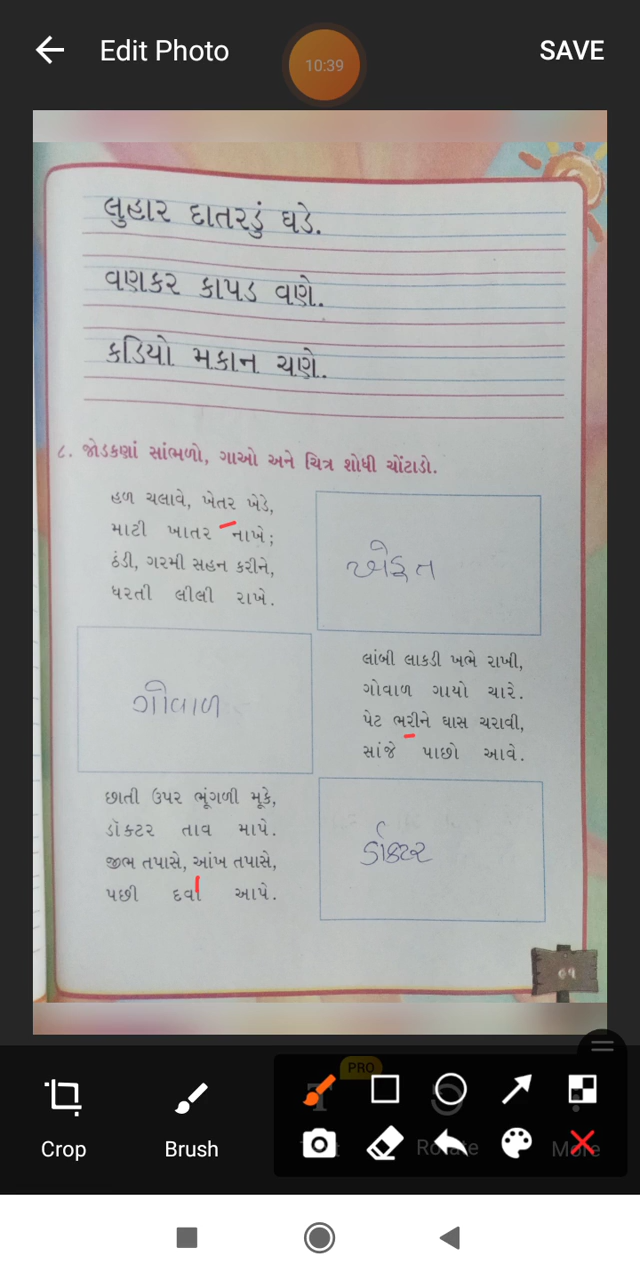 Edit Photo
10:39
SAVE
લુહાર દાતરડું ઘડે.
વણકર કાપડ વણે.
કડિયો મકાન ચણે.
૮. જોડકણાં સાંભળો, ગાઓ અને ચિત્ર શોધી ચોંટાડો.
હળ ચલાવે, ખેતર ખેડે,
માટી ખાતર નાખે;
ઠંડી, ગરમી સહન કરીને,
ધરતી લીલી રાખે.
ખેડૂત
લાંબી લાકડી ખભે રાખી,
ગોવાળ ગાયો ચારે.
પેટ ભરીને ઘાસ ચરાવી,
સાંજે પાછો આવે.
ગોવાળ
છાતી ઉપર ભૂંગળી મૂકે,
ડૉક્ટર તાવ માપે.
જીભ તપાસે, આંખ તપાસે,
પછી દવા આપે.
ડૉક્ટર
PRO
Crop
Brush
Rotate
More